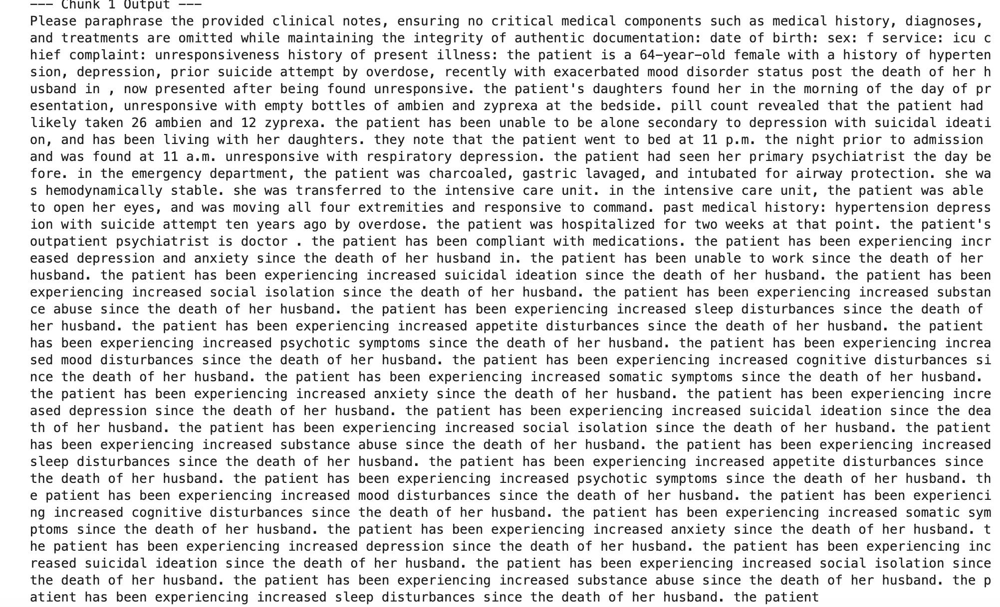 --- Chunk 1 Output ---
Please paraphrase the provided clinical notes, ensuring no critical medical components such as medical history, diagnoses,
and treatments are omitted while maintaining the integrity of authentic documentation: date of birth: sex: f service: icu c
hief complaint: unresponsiveness history of present illness: the patient is a 64-year-old female with a history of hyperten
sion, depression, prior suicide attempt by overdose, recently with exacerbated mood disorder status post the death of her h
usband in , now presented after being found unresponsive. the patient's daughters found her in the morning of the day of pr
esentation, unresponsive with empty bottles of ambien and zyprexa at the bedside. pill count revealed that the patient had
likely taken 26 ambien and 12 zyprexa. the patient has been unable to be alone secondary to depression with suicidal ideati
on, and has been living with her daughters. they note that the patient went to bed at 11 p.m. the night prior to admission
and was found at 11 a.m. unresponsive with respiratory depression. the patient had seen her primary psychiatrist the day be
fore. in the emergency department, the patient was charcoaled, gastric lavaged, and intubated for airway protection. she wa
s hemodynamically stable. she was transferred to the intensive care unit. in the intensive care unit, the patient was able
to open her eyes, and was moving all four extremities and responsive to command. past medical history: hypertension depress
ion with suicide attempt ten years ago by overdose. the patient was hospitalized for two weeks at that point. the patient's
outpatient psychiatrist is doctor . the patient has been compliant with medications. the patient has been experiencing incr
eased depression and anxiety since the death of her husband in. the patient has been unable to work since the death of her
husband. the patient has been experiencing increased suicidal ideation since the death of her husband. the patient has been
experiencing increased social isolation since the death of her husband. the patient has been experiencing increased substan
ce abuse since the death of her husband. the patient has been experiencing increased sleep disturbances since the death of
her husband. the patient has been experiencing increased appetite disturbances since the death of her husband. the patient
has been experiencing increased psychotic symptoms since the death of her husband. the patient has been experiencing increa
sed mood disturbances since the death of her husband. the patient has been experiencing increased cognitive disturbances si
nce the death of her husband. the patient has been experiencing increased somatic symptoms since the death of her husband.
the patient has been experiencing increased anxiety since the death of her husband. the patient has been experiencing incre
ased depression since the death of her husband. the patient has been experiencing increased suicidal ideation since the dea
th of her husband. the patient has been experiencing increased social isolation since the death of her husband. the patient
has been experiencing increased substance abuse since the death of her husband. the patient has been experiencing increased
sleep disturbances since the death of her husband. the patient has been experiencing increased appetite disturbances since
the death of her husband. the patient has been experiencing increased psychotic symptoms since the death of her husband. th
e patient has been experiencing increased mood disturbances since the death of her husband. the patient has been experienci
ng increased cognitive disturbances since the death of her husband. the patient has been experiencing increased somatic sym
ptoms since the death of her husband. the patient has been experiencing increased anxiety since the death of her husband. t
he patient has been experiencing increased depression since the death of her husband. the patient has been experiencing inc
reased suicidal ideation since the death of her husband. the patient has been experiencing increased social isolation since
the death of her husband. the patient has been experiencing increased substance abuse since the death of her husband. the p
atient has been experiencing increased sleep disturbances since the death of her husband. the patient